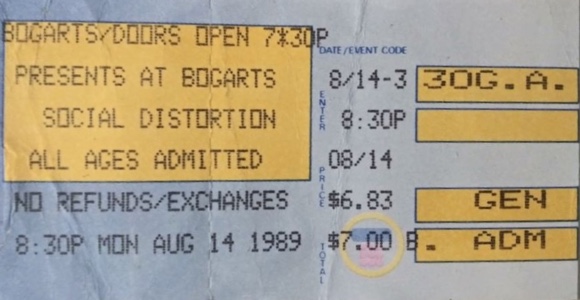 BOGARTS/DOORS OPEN 7*30P
DATE/EVENT CODE
PRESENTS AT BOGARTS 8/14-3 30G.A.
SOCIAL DISTORTION ENTER 8:30P
ALL AGES ADMITTED 08/14
NO REFUNDS/EXCHANGES PRICE $6.83 GEN
8:30P MON AUG 14 1989 TOTAL $7.00 B. ADM